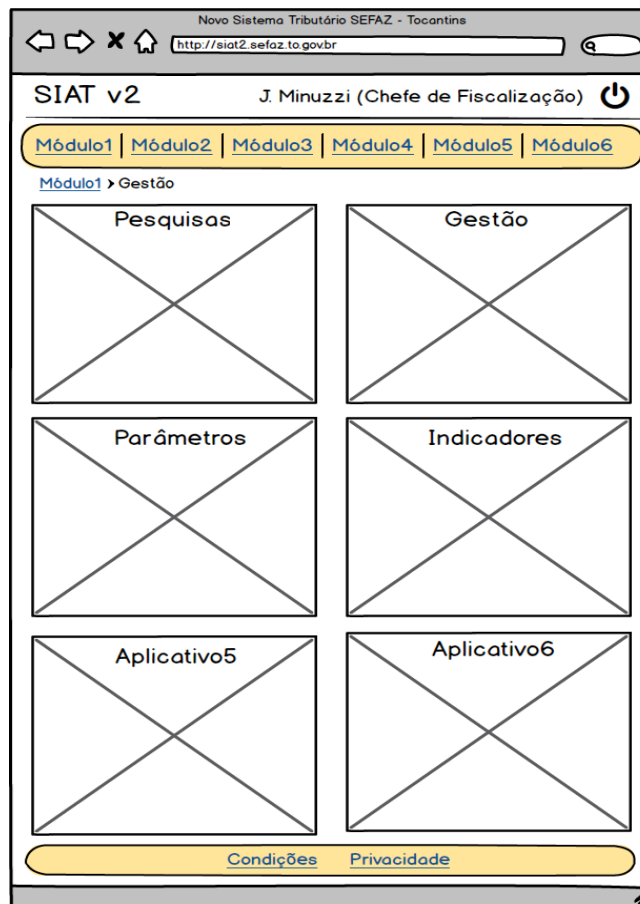 Novo Sistema Tributário SEFAZ - Tocantins
http://siat2.sefaz.to.gov.br
SIAT v2 J. Minuzzi (Chefe de Fiscalização)
Módulo1 | Módulo2 | Módulo3 | Módulo4 | Módulo5 | Módulo6
Módulo1 > Gestão
Pesquisas Gestão
Parâmetros Indicadores
Aplicativo5 Aplicativo6
Condições Privacidade